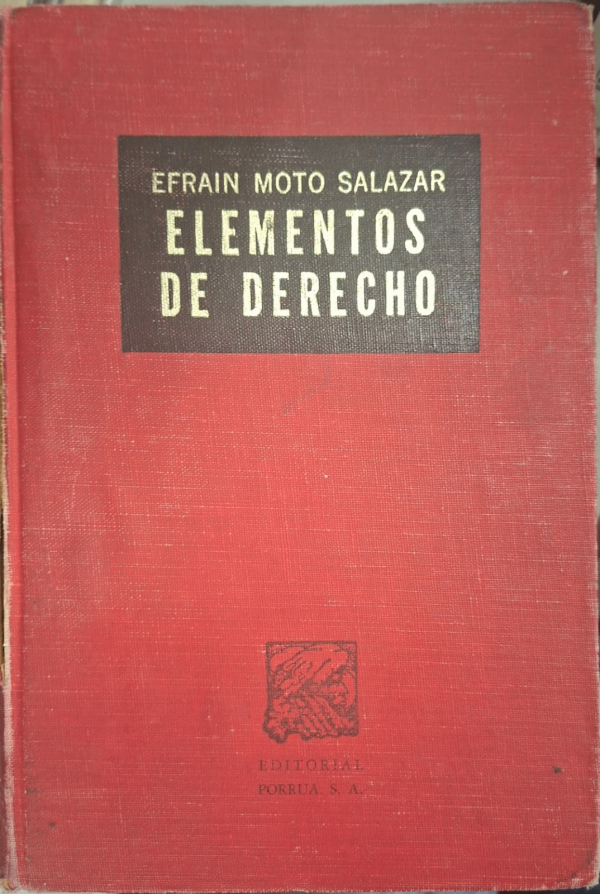 EFRAIN MOTO SALAZAR
ELEMENTOS
DE DERECHO
EDITORIAL
PORRUA, S. A.